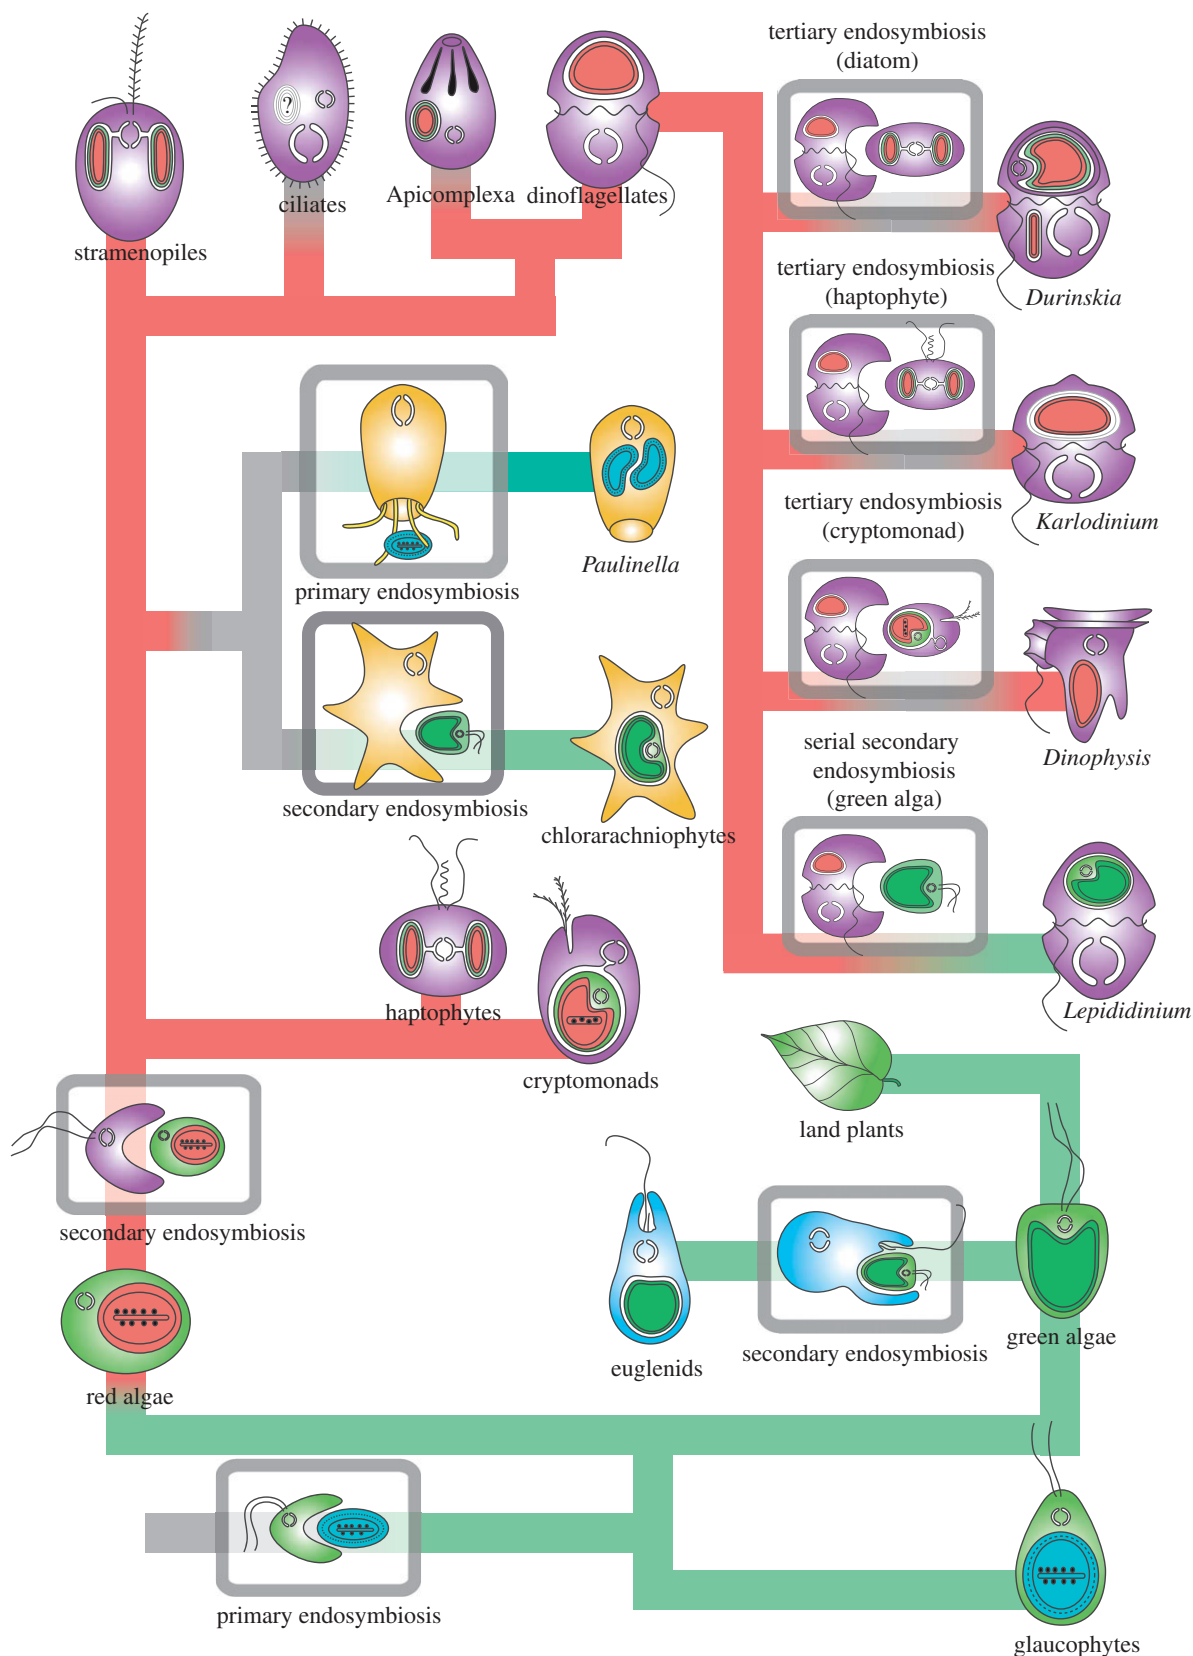 tertiary endosymbiosis
(diatom)
stramenopiles
ciliates
?
Apicomplexa
dinoflagellates
Durinskia
tertiary endosymbiosis
(haptophyte)
Karlodinium
primary endosymbiosis
Paulinella
tertiary endosymbiosis
(cryptomonad)
Dinophysis
secondary endosymbiosis
chlorarachniophytes
serial secondary
endosymbiosis
(green alga)
Lepididinium
haptophytes
cryptomonads
land plants
secondary endosymbiosis
red algae
euglenids
secondary endosymbiosis
green algae
primary endosymbiosis
glaucophytes